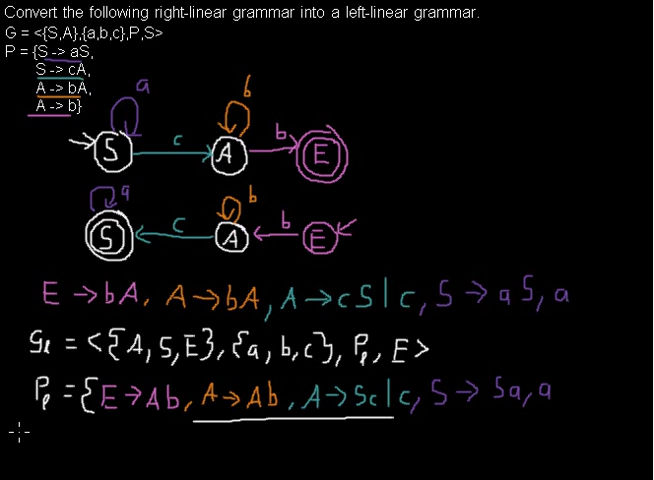 Convert the following right-linear grammar into a left-linear grammar.
G = <{S,A},{a,b,c},P,S>
P = {S -> aS,
S -> cA,
A -> bA,
A -> b}
a b
S c A b E
a b
S c A b E
E → bA, A → bA, A → cS | c, S → aS, a
Gl = < {A, S, E}, {a, b, c}, Pl, E >
Pl = { E → Ab, A → Ab, A → Sc | c, S → Sa, a